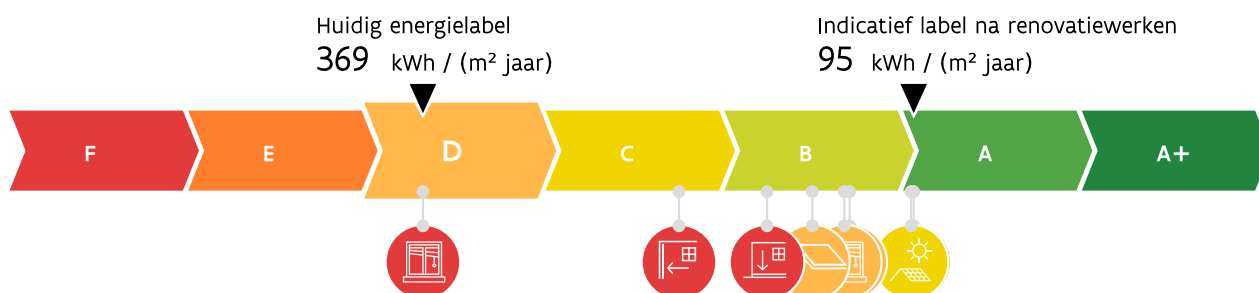 Huidig energielabel
369 kWh / (m² jaar)
Indicatief label na renovatiewerken
95 kWh / (m² jaar)
F E D C B A A+